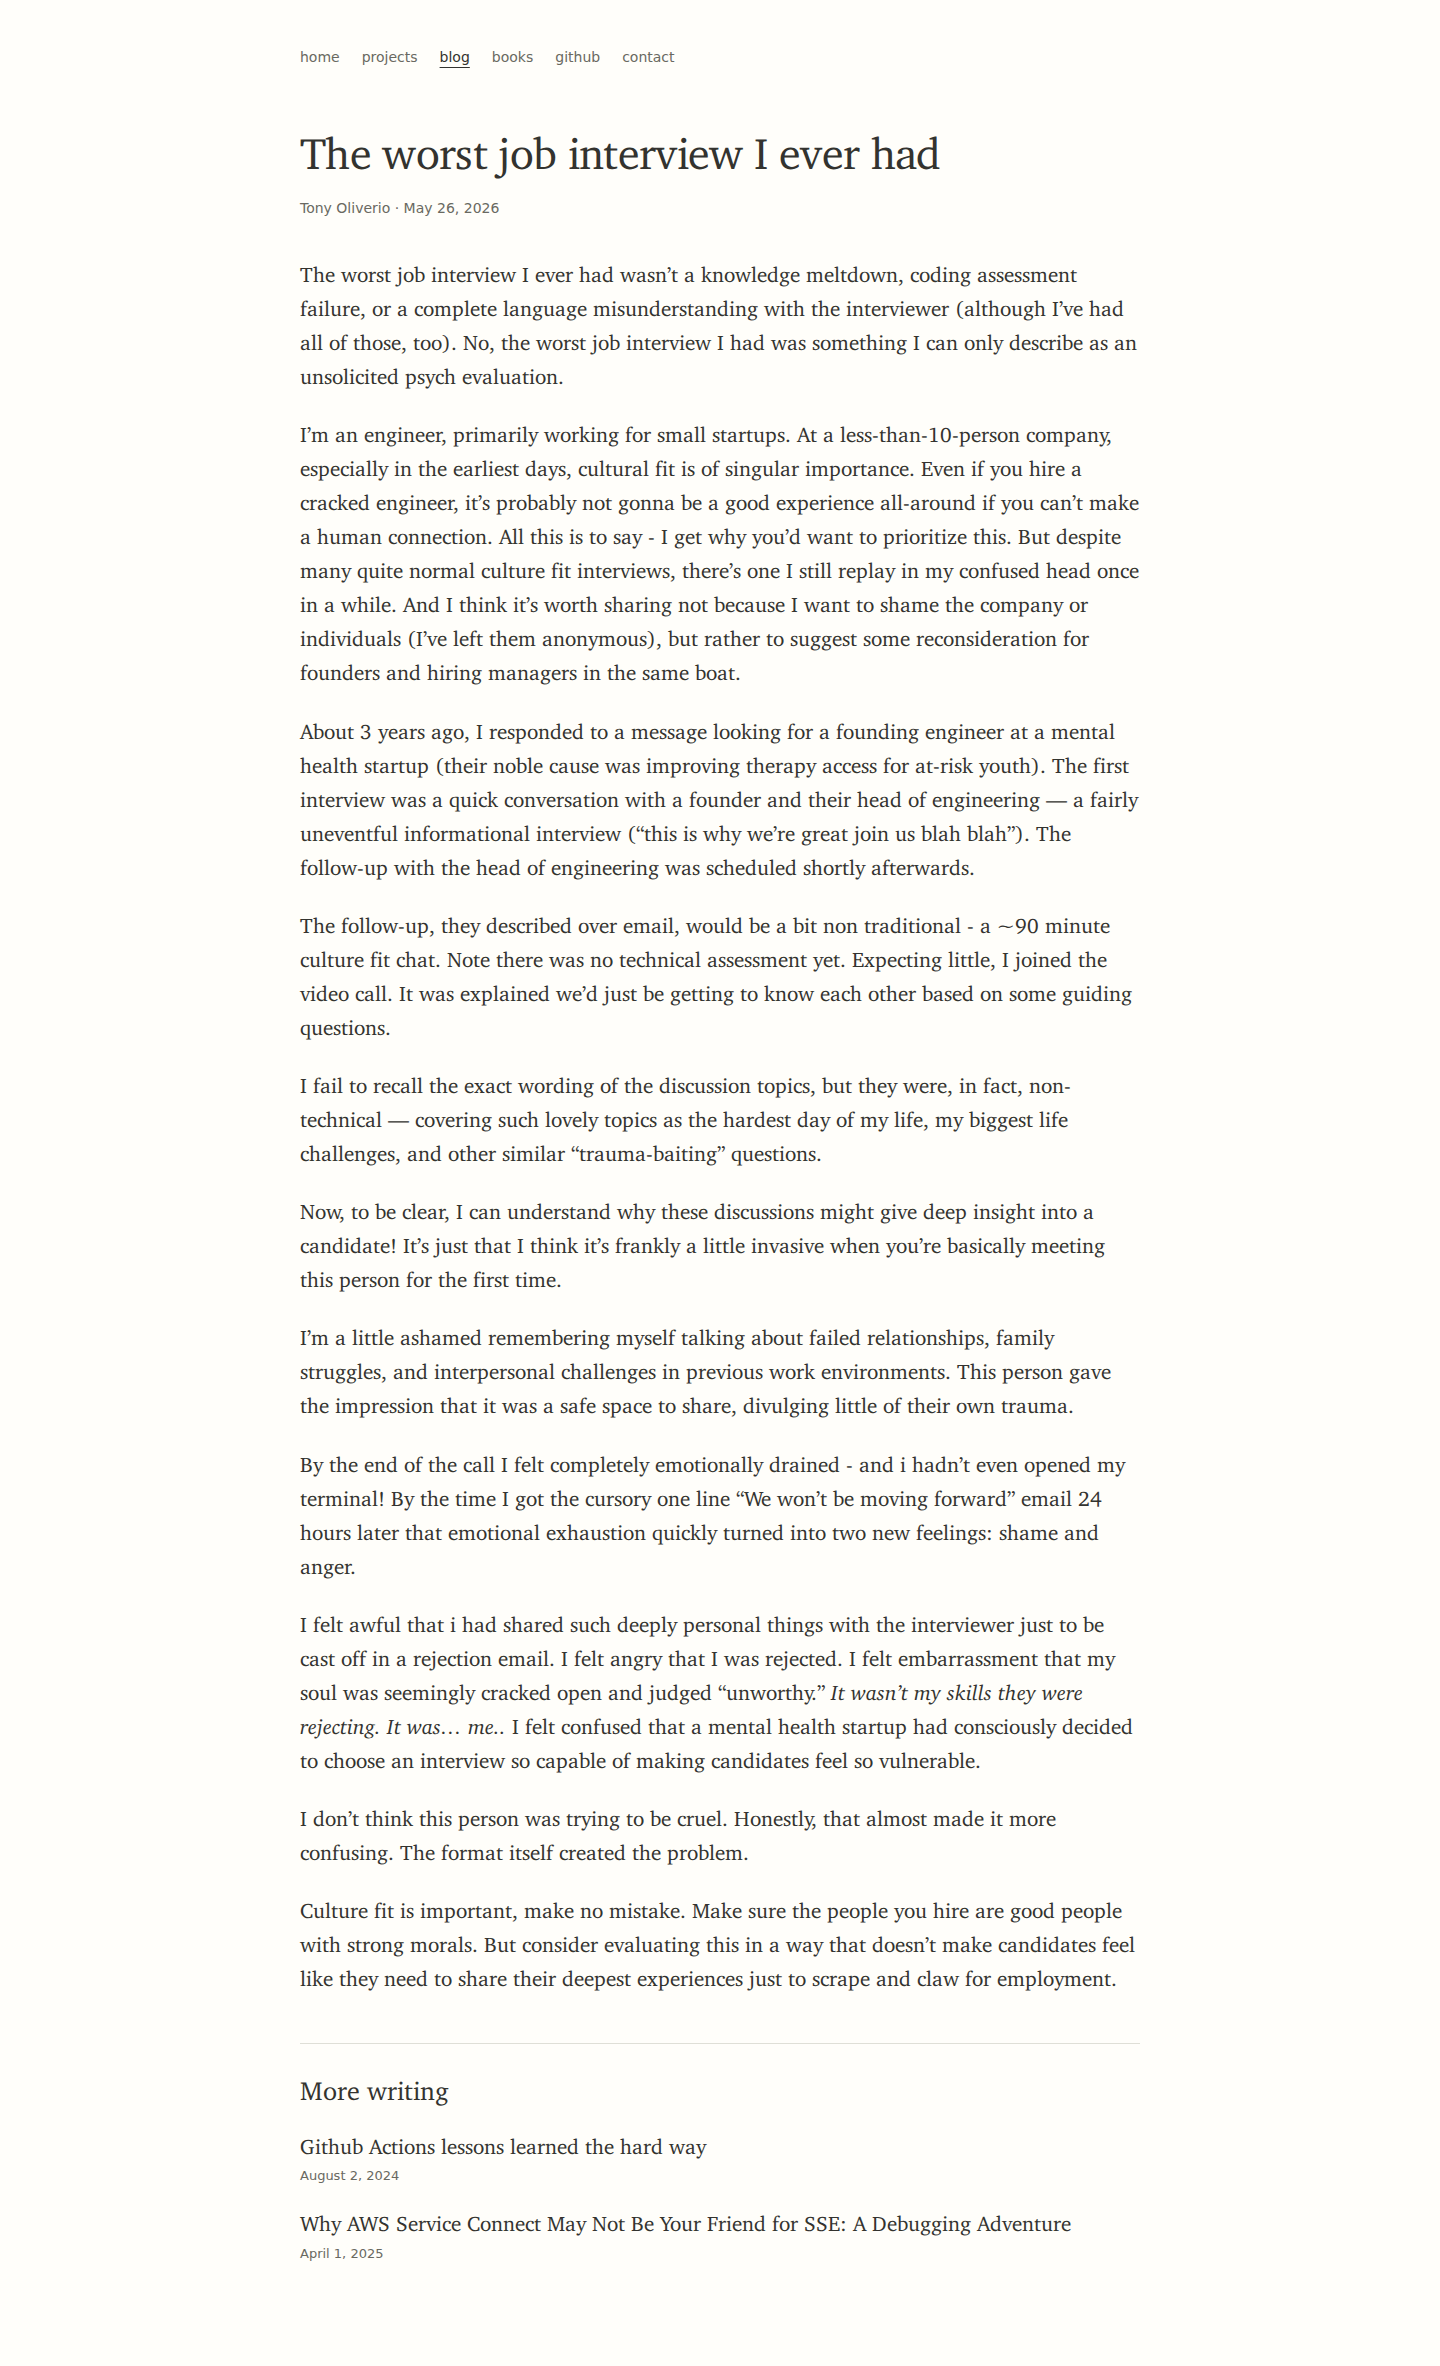 home projects blog books github contact
The worst job interview I ever had
Tony Oliverio · May 26, 2026
The worst job interview I ever had wasn’t a knowledge meltdown, coding assessment
failure, or a complete language misunderstanding with the interviewer (although I’ve had
all of those, too). No, the worst job interview I had was something I can only describe as an
unsolicited psych evaluation.
I’m an engineer, primarily working for small startups. At a less-than-10-person company,
especially in the earliest days, cultural fit is of singular importance. Even if you hire a
cracked engineer, it’s probably not gonna be a good experience all-around if you can’t make
a human connection. All this is to say - I get why you’d want to prioritize this. But despite
many quite normal culture fit interviews, there’s one I still replay in my confused head once
in a while. And I think it’s worth sharing not because I want to shame the company or
individuals (I’ve left them anonymous), but rather to suggest some reconsideration for
founders and hiring managers in the same boat.
About 3 years ago, I responded to a message looking for a founding engineer at a mental
health startup (their noble cause was improving therapy access for at-risk youth). The first
interview was a quick conversation with a founder and their head of engineering — a fairly
uneventful informational interview (“this is why we’re great join us blah blah”). The
follow-up with the head of engineering was scheduled shortly afterwards.
The follow-up, they described over email, would be a bit non traditional - a ~90 minute
culture fit chat. Note there was no technical assessment yet. Expecting little, I joined the
video call. It was explained we’d just be getting to know each other based on some guiding
questions.
I fail to recall the exact wording of the discussion topics, but they were, in fact, non-
technical — covering such lovely topics as the hardest day of my life, my biggest life
challenges, and other similar “trauma-baiting” questions.
Now, to be clear, I can understand why these discussions might give deep insight into a
candidate! It’s just that I think it’s frankly a little invasive when you’re basically meeting
this person for the first time.
I’m a little ashamed remembering myself talking about failed relationships, family
struggles, and interpersonal challenges in previous work environments. This person gave
the impression that it was a safe space to share, divulging little of their own trauma.
By the end of the call I felt completely emotionally drained - and i hadn’t even opened my
terminal! By the time I got the cursory one line “We won’t be moving forward” email 24
hours later that emotional exhaustion quickly turned into two new feelings: shame and
anger.
I felt awful that i had shared such deeply personal things with the interviewer just to be
cast off in a rejection email. I felt angry that I was rejected. I felt embarrassment that my
soul was seemingly cracked open and judged “unworthy.” It wasn’t my skills they were
rejecting. It was… me.. I felt confused that a mental health startup had consciously decided
to choose an interview so capable of making candidates feel so vulnerable.
I don’t think this person was trying to be cruel. Honestly, that almost made it more
confusing. The format itself created the problem.
Culture fit is important, make no mistake. Make sure the people you hire are good people
with strong morals. But consider evaluating this in a way that doesn’t make candidates feel
like they need to share their deepest experiences just to scrape and claw for employment.
More writing
Github Actions lessons learned the hard way
August 2, 2024
Why AWS Service Connect May Not Be Your Friend for SSE: A Debugging Adventure
April 1, 2025